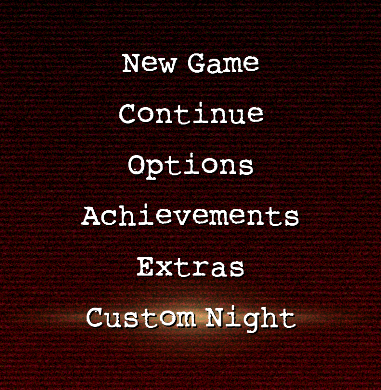 New Game
Continue
Options
Achievements
Extras
Custom Night